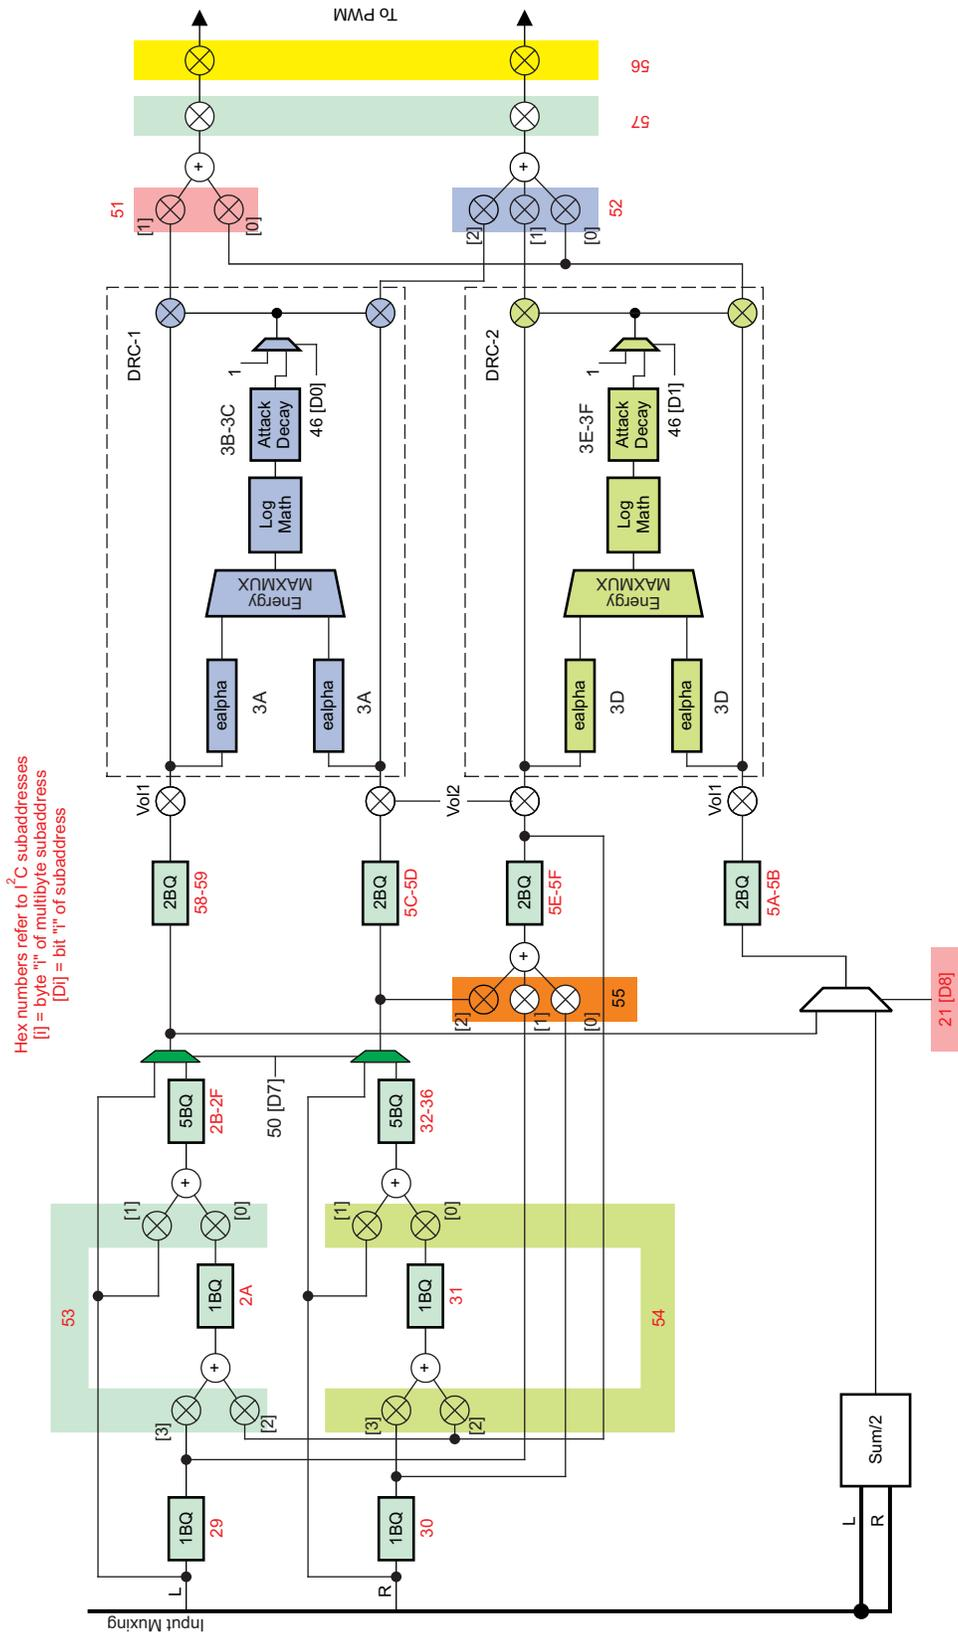 Hex numbers refer to I²C subaddresses
[i] = byte "i" of multibyte subaddress
[Di] = bit "i" of subaddress
Input Muxing
L
R
1BQ
29
1BQ
30
53
[3]
[2]
+
1BQ
2A
[1]
[0]
+
5BQ
2B-2F
54
[3]
[2]
+
1BQ
31
[1]
[0]
+
5BQ
32-36
50 [D7]
L
R
Sum/2
21 [D8]
55
[2]
[1]
[0]
+
2BQ
58-59
2BQ
5C-5D
2BQ
5E-5F
2BQ
5A-5B
Vol1
Vol2
Vol1
DRC-1
ealpha
3A
ealpha
3A
Energy
MAXMUX
Log
Math
Attack
Decay
3B-3C
1
46 [D0]
DRC-2
ealpha
3D
ealpha
3D
Energy
MAXMUX
Log
Math
Attack
Decay
3E-3F
1
46 [D1]
51
[1]
[0]
+
52
[2]
[1]
[0]
+
57
56
To PWM